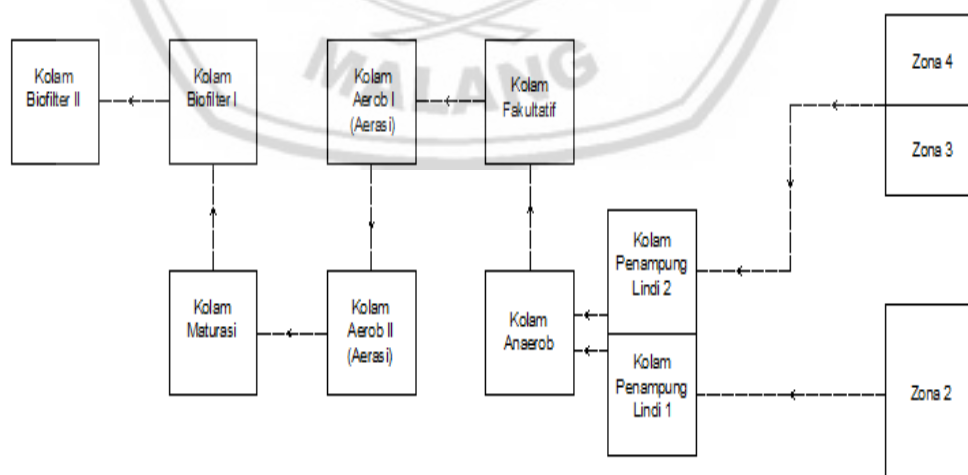 Kolam
Biofilter II
Kolam
Biofilter I
Kolam
Aerob I
(Aerasi)
Kolam
Fakultatif
Zona 4
Zona 3
MALANG
Kolam
Penampung
Lindi 2
Kolam
Maturasi
Kolam
Aerob II
(Aerasi)
Kolam
Anaerob
Kolam
Penampung
Lindi 1
Zona 2